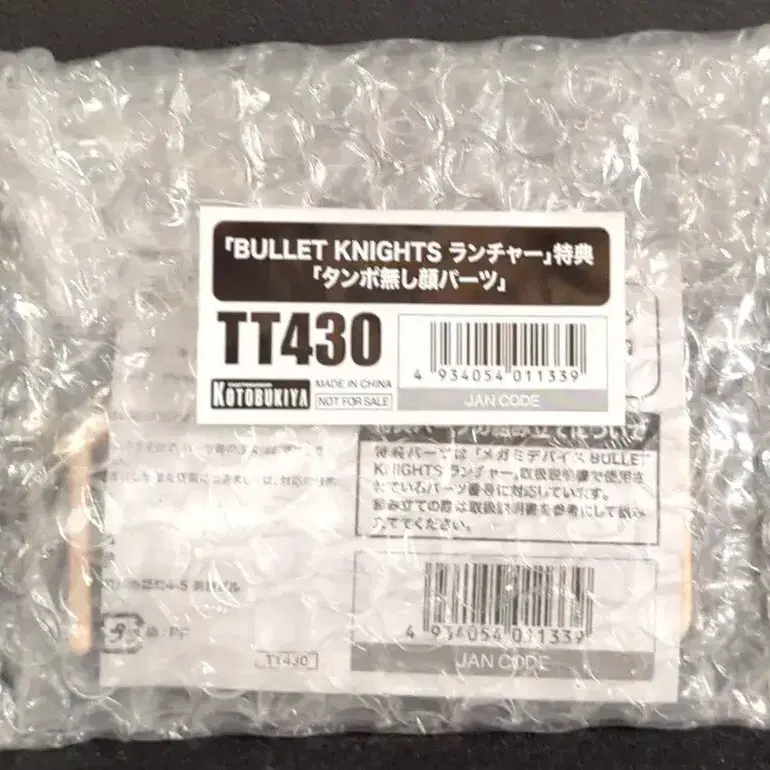 「BULLET KNIGHTS ランチャー」特典
「タンポ無し顔パーツ」
TT430
4 934054 011339
KOTOBUKIYA
MADE IN CHINA
NOT FOR SALE
JAN CODE
特典パーツは「メガミデバイス BULLET
KNIGHTS ランチャー」取扱説明書で使用さ
れているパーツ番号に対応しています。
組み立ての際は取扱説明書を参考にして組み
立ててください。
4-5
4 934054 011339
: PP
TT430
JAN CODE